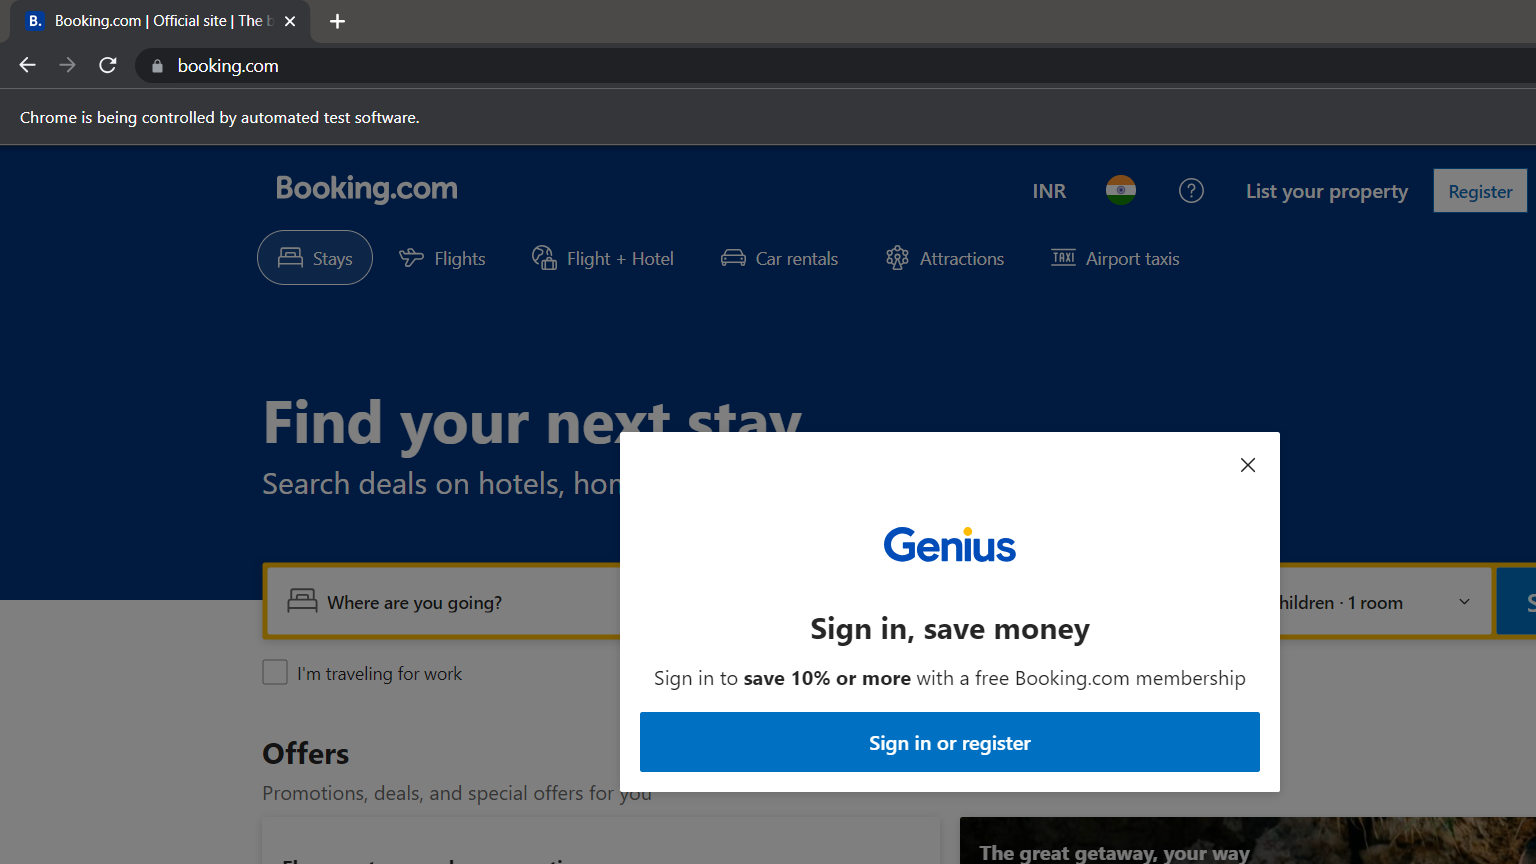 B. Booking.com | Official site | The b
booking.com
Chrome is being controlled by automated test software.
Booking.com
INR
List your property
Register
Stays
Flights
Flight + Hotel
Car rentals
TAXI Airport taxis
Attractions
Find your next stay
Search deals on hotels, hom
Where are you going?
hildren · 1 room
S
I'm traveling for work
Genius
Sign in, save money
Sign in to save 10% or more with a free Booking.com membership
Sign in or register
Offers
Promotions, deals, and special offers for you
The great getaway, your way